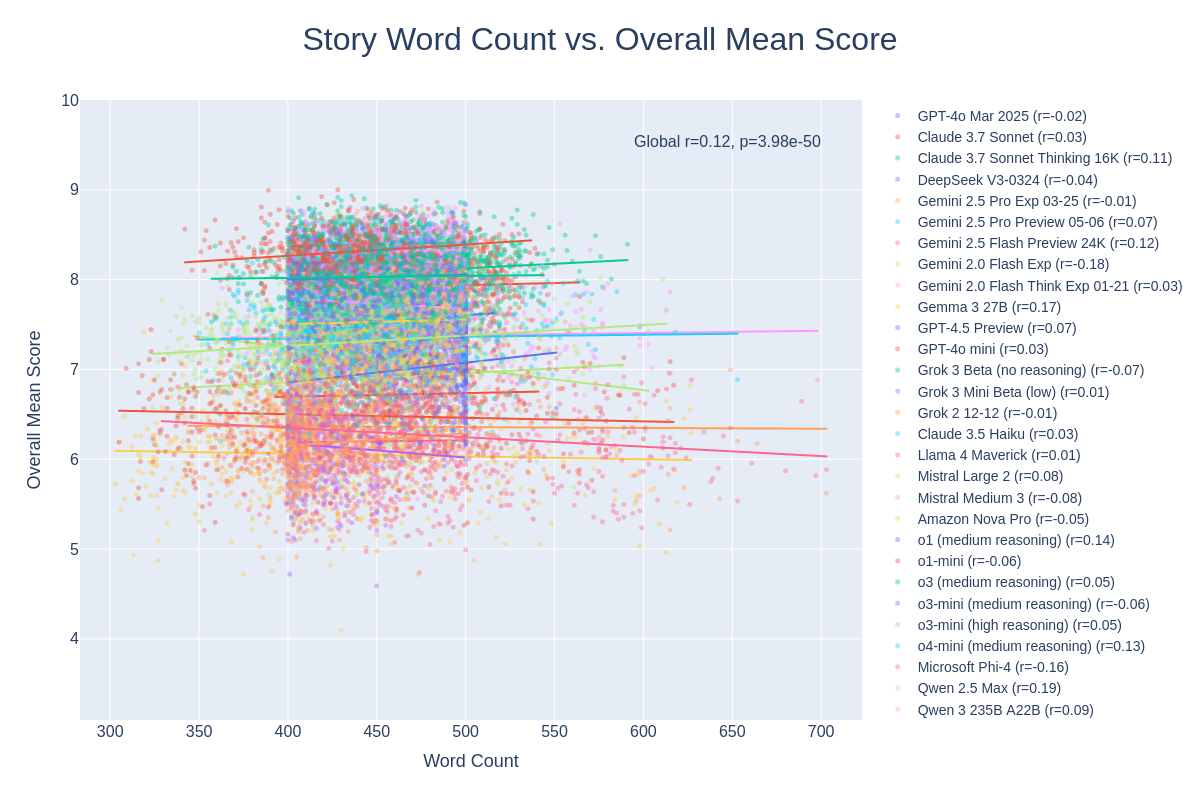 Story Word Count vs. Overall Mean Score
Global r=0.12, p=3.98e-50
10
9
8
7
6
5
4
Overall Mean Score
300
350
400
450
500
550
600
650
700
Word Count
GPT-4o Mar 2025 (r=-0.02)
Claude 3.7 Sonnet (r=0.03)
Claude 3.7 Sonnet Thinking 16K (r=0.11)
DeepSeek V3-0324 (r=-0.04)
Gemini 2.5 Pro Exp 03-25 (r=-0.01)
Gemini 2.5 Pro Preview 05-06 (r=0.07)
Gemini 2.5 Flash Preview 24K (r=0.12)
Gemini 2.0 Flash Exp (r=-0.18)
Gemini 2.0 Flash Think Exp 01-21 (r=0.03)
Gemma 3 27B (r=0.17)
GPT-4.5 Preview (r=0.07)
GPT-4o mini (r=0.03)
Grok 3 Beta (no reasoning) (r=-0.07)
Grok 3 Mini Beta (low) (r=0.01)
Grok 2 12-12 (r=-0.01)
Claude 3.5 Haiku (r=0.03)
Llama 4 Maverick (r=0.01)
Mistral Large 2 (r=0.08)
Mistral Medium 3 (r=-0.08)
Amazon Nova Pro (r=-0.05)
o1 (medium reasoning) (r=0.14)
o1-mini (r=-0.06)
o3 (medium reasoning) (r=0.05)
o3-mini (medium reasoning) (r=-0.06)
o3-mini (high reasoning) (r=0.05)
o4-mini (medium reasoning) (r=0.13)
Microsoft Phi-4 (r=-0.16)
Qwen 2.5 Max (r=0.19)
Qwen 3 235B A22B (r=0.09)